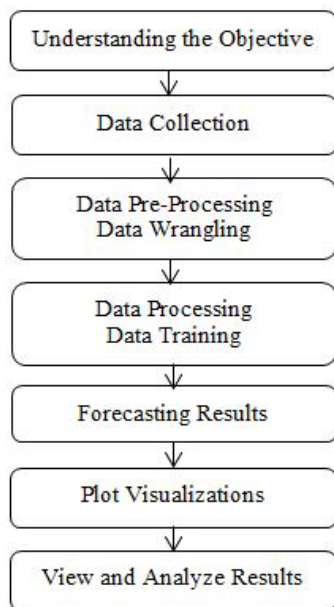 Understanding the Objective
Data Collection
Data Pre-Processing
Data Wrangling
Data Processing
Data Training
Forecasting Results
Plot Visualizations
View and Analyze Results